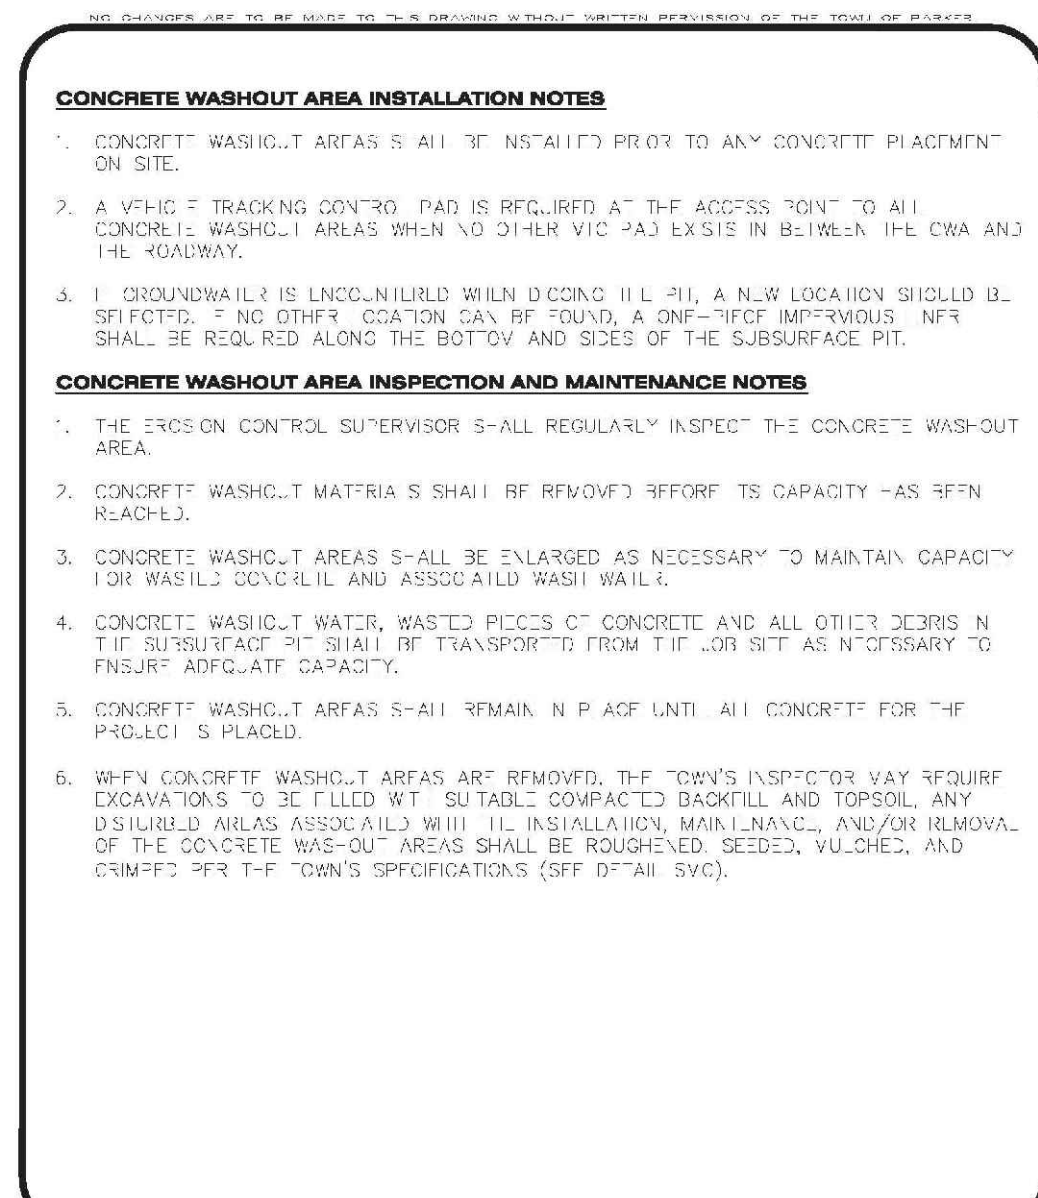 NO CHANGES ARE TO BE MADE TO THIS DRAWING WITHOUT WRITTEN PERMISSION OF THE TOWN OF PARKER
CONCRETE WASHOUT AREA INSTALLATION NOTES
1. CONCRETE WASHOUT AREAS SHALL BE INSTALLED PRIOR TO ANY CONCRETE PLACEMENT
ON SITE.
2. A VEHICLE TRACKING CONTROL PAD IS REQUIRED AT THE ACCESS POINT TO ALL
CONCRETE WASHOUT AREAS WHEN NO OTHER VTC PAD EXISTS IN BETWEEN THE CWA AND
THE ROADWAY.
3. IF GROUNDWATER IS ENCOUNTERED WHEN DIGGING THE PIT, A NEW LOCATION SHOULD BE
SELECTED. IF NO OTHER LOCATION CAN BE FOUND, A ONE-PIECE IMPERVIOUS LINER
SHALL BE REQUIRED ALONG THE BOTTOM AND SIDES OF THE SUBSURFACE PIT.
CONCRETE WASHOUT AREA INSPECTION AND MAINTENANCE NOTES
1. THE EROSION CONTROL SUPERVISOR SHALL REGULARLY INSPECT THE CONCRETE WASHOUT
AREA.
2. CONCRETE WASHOUT MATERIALS SHALL BE REMOVED BEFORE ITS CAPACITY HAS BEEN
REACHED.
3. CONCRETE WASHOUT AREAS SHALL BE ENLARGED AS NECESSARY TO MAINTAIN CAPACITY
FOR WASTED CONCRETE AND ASSOCIATED WASH WATER.
4. CONCRETE WASHOUT WATER, WASTED PIECES OF CONCRETE AND ALL OTHER DEBRIS IN
THE SUBSURFACE PIT SHALL BE TRANSPORTED FROM THE JOB SITE AS NECESSARY TO
ENSURE ADEQUATE CAPACITY.
5. CONCRETE WASHOUT AREAS SHALL REMAIN IN PLACE UNTIL ALL CONCRETE FOR THE
PROJECT IS PLACED.
6. WHEN CONCRETE WASHOUT AREAS ARE REMOVED, THE TOWN'S INSPECTOR MAY REQUIRE
EXCAVATIONS TO BE FILLED WITH SUITABLE COMPACTED BACKFILL AND TOPSOIL, ANY
DISTURBED AREAS ASSOCIATED WITH THE INSTALLATION, MAINTENANCE, AND/OR REMOVAL
OF THE CONCRETE WASHOUT AREAS SHALL BE ROUGHENED, SEEDED, MULCHED, AND
CRIMPED PER THE TOWN'S SPECIFICATIONS (SEE DETAIL SMC).